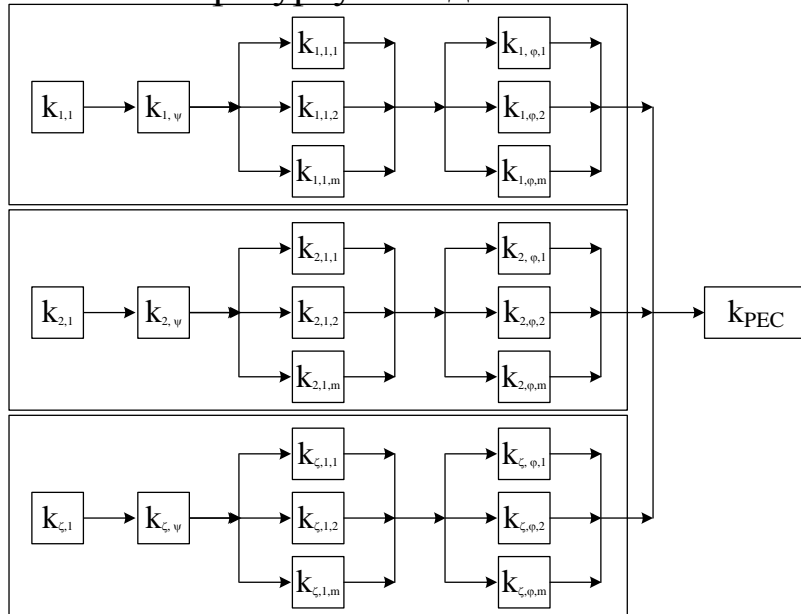 k1,1
k1, ψ
k1,1,1
k1,1,2
k1,1,m
k1, φ,1
k1,φ,2
k1,φ,m
k2,1
k2, ψ
k2,1,1
k2,1,2
k2,1,m
k2, φ,1
k2,φ,2
k2,φ,m
kPEC
kζ,1
kζ, ψ
kζ,1,1
kζ,1,2
kζ,1,m
kζ, φ,1
kζ,φ,2
kζ,φ,m